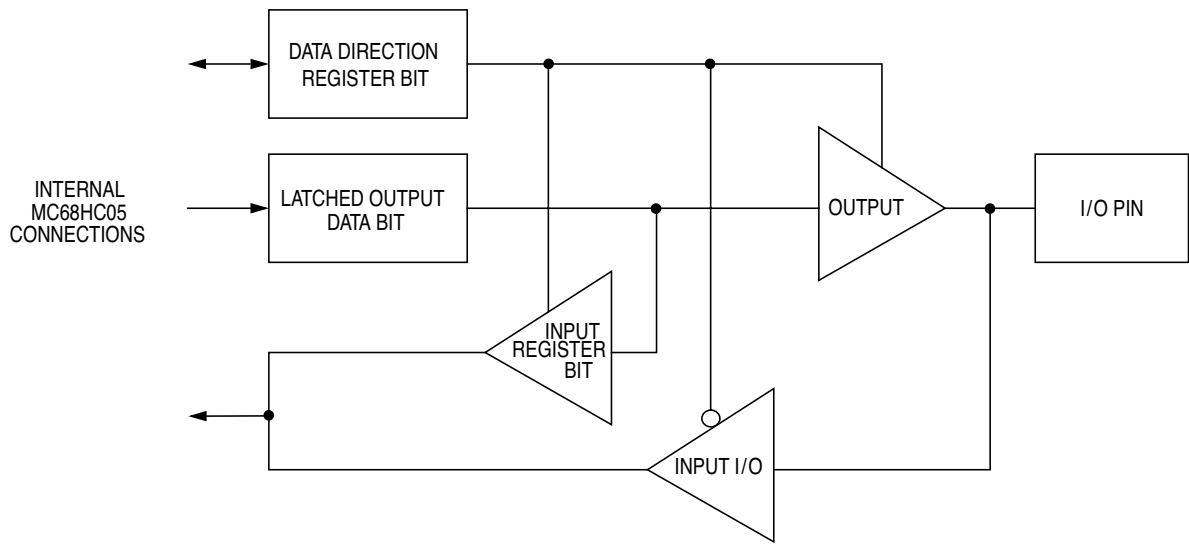 DATA DIRECTION
REGISTER BIT
INTERNAL
MC68HC05
CONNECTIONS
LATCHED OUTPUT
DATA BIT
OUTPUT
I/O PIN
INPUT
REGISTER
BIT
INPUT I/O